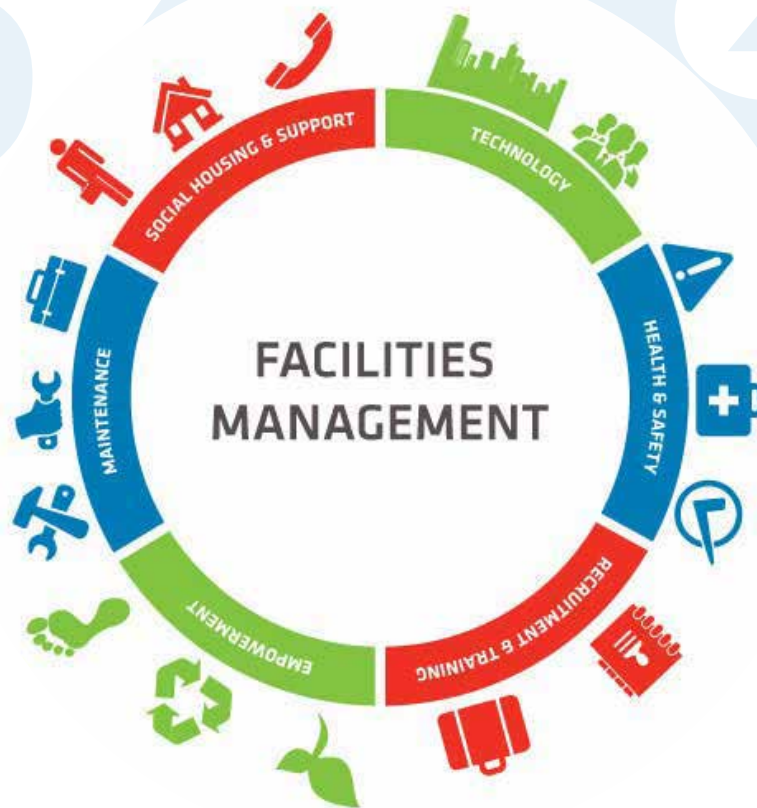 FACILITIES
MANAGEMENT
TECHNOLOGY
HEALTH & SAFETY
RECRUITMENT & TRAINING
EMPOWERMENT
MAINTENANCE
SOCIAL HOUSING & SUPPORT